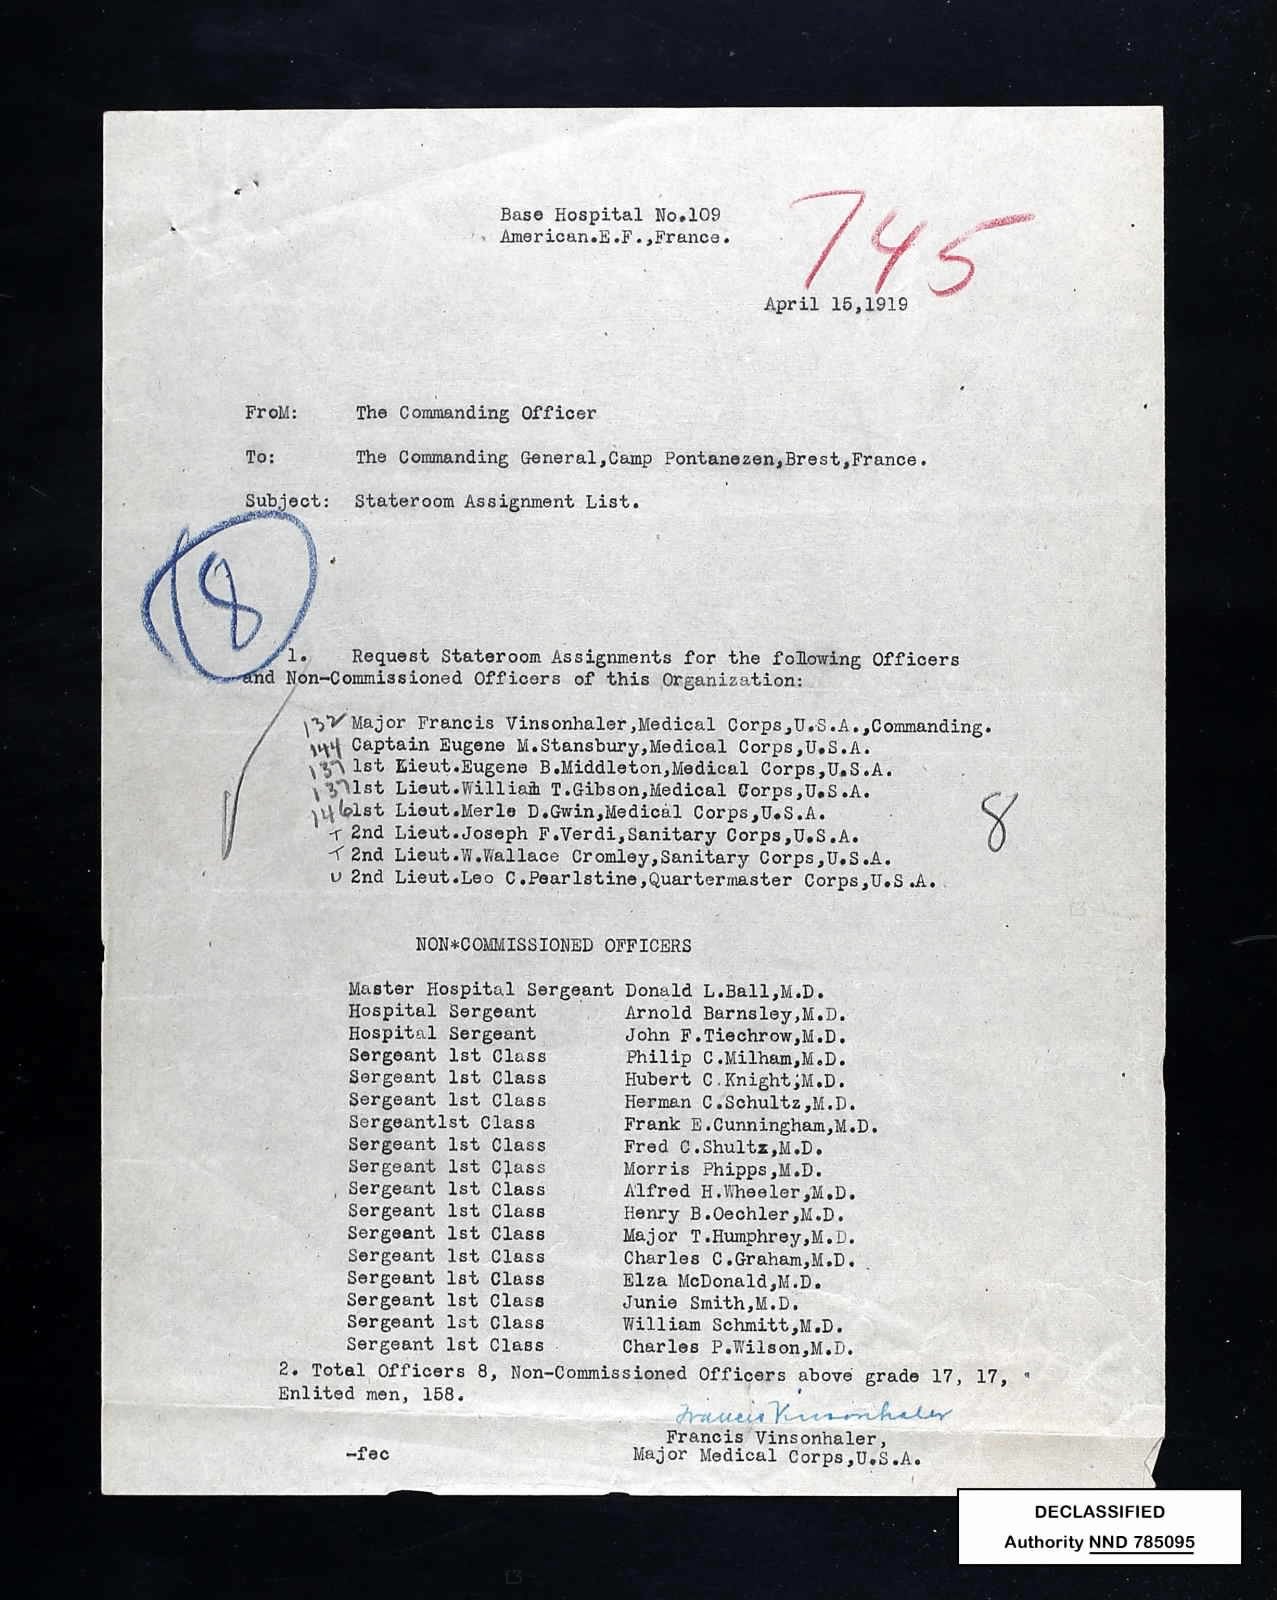 Base Hospital No.109
American.E.F.,France.
745
April 15,1919
FroM: The Commanding Officer
To: The Commanding General,Camp Pontanezen,Brest,France.
Subject: Stateroom Assignment List.
8
1. Request Stateroom Assignments for the following Officers
and Non-Commissioned Officers of this Organization:
132 Major Francis Vinsonhaler,Medical Corps,U.S.A.,Commanding.
144 Captain Eugene M.Stansbury,Medical Corps,U.S.A.
137 1st Lieut.Eugene B.Middleton,Medical Corps,U.S.A.
137 1st Lieut.William T.Gibson,Medical Corps,U.S.A.
146 1st Lieut.Merle D.Gwin,Medical Corps,U.S.A.
8
T 2nd Lieut.Joseph F.Verdi,Sanitary Corps,U.S.A.
T 2nd Lieut.W.Wallace Cromley,Sanitary Corps,U.S.A.
U 2nd Lieut.Leo C.Pearlstine,Quartermaster Corps,U.S.A.
NON*COMMISSIONED OFFICERS
Master Hospital Sergeant Donald L.Ball,M.D.
Hospital Sergeant Arnold Barnsley,M.D.
Hospital Sergeant John F.Tiechrow,M.D.
Sergeant 1st Class Philip C.Milham,M.D.
Sergeant 1st Class Hubert C.Knight,M.D.
Sergeant 1st Class Herman C.Schultz,M.D.
Sergeant1st Class Frank E.Cunningham,M.D.
Sergeant 1st Class Fred C.Shultz,M.D.
Sergeant 1st Class Morris Phipps,M.D.
Sergeant 1st Class Alfred H.Wheeler,M.D.
Sergeant 1st Class Henry B.Oechler,M.D.
Sergeant 1st Class Major T.Humphrey,M.D.
Sergeant 1st Class Charles C.Graham,M.D.
Sergeant 1st Class Elza McDonald,M.D.
Sergeant 1st Class Junie Smith,M.D.
Sergeant 1st Class William Schmitt,M.D.
Sergeant 1st Class Charles P.Wilson,M.D.
2. Total Officers 8, Non-Commissioned Officers above grade 17, 17,
Enlited men, 158.
Francis Vinsonhaler
Francis Vinsonhaler,
-fec Major Medical Corps,U.S.A.
DECLASSIFIED
Authority NND 785095